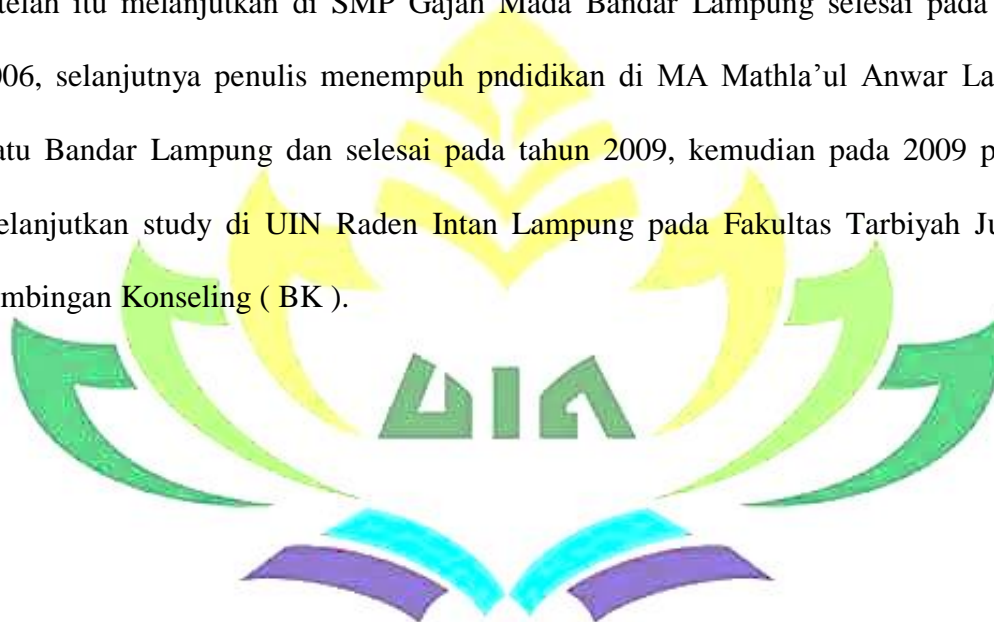 telah itu melanjutkan di SMP Gajah Mada Bandar Lampung selesai pada
006, selanjutnya penulis menempuh pndidikan di MA Mathla’ul Anwar La
atu Bandar Lampung dan selesai pada tahun 2009, kemudian pada 2009 p
elanjutkan study di UIN Raden Intan Lampung pada Fakultas Tarbiyah Ju
mbingan Konseling ( BK ).
UIN